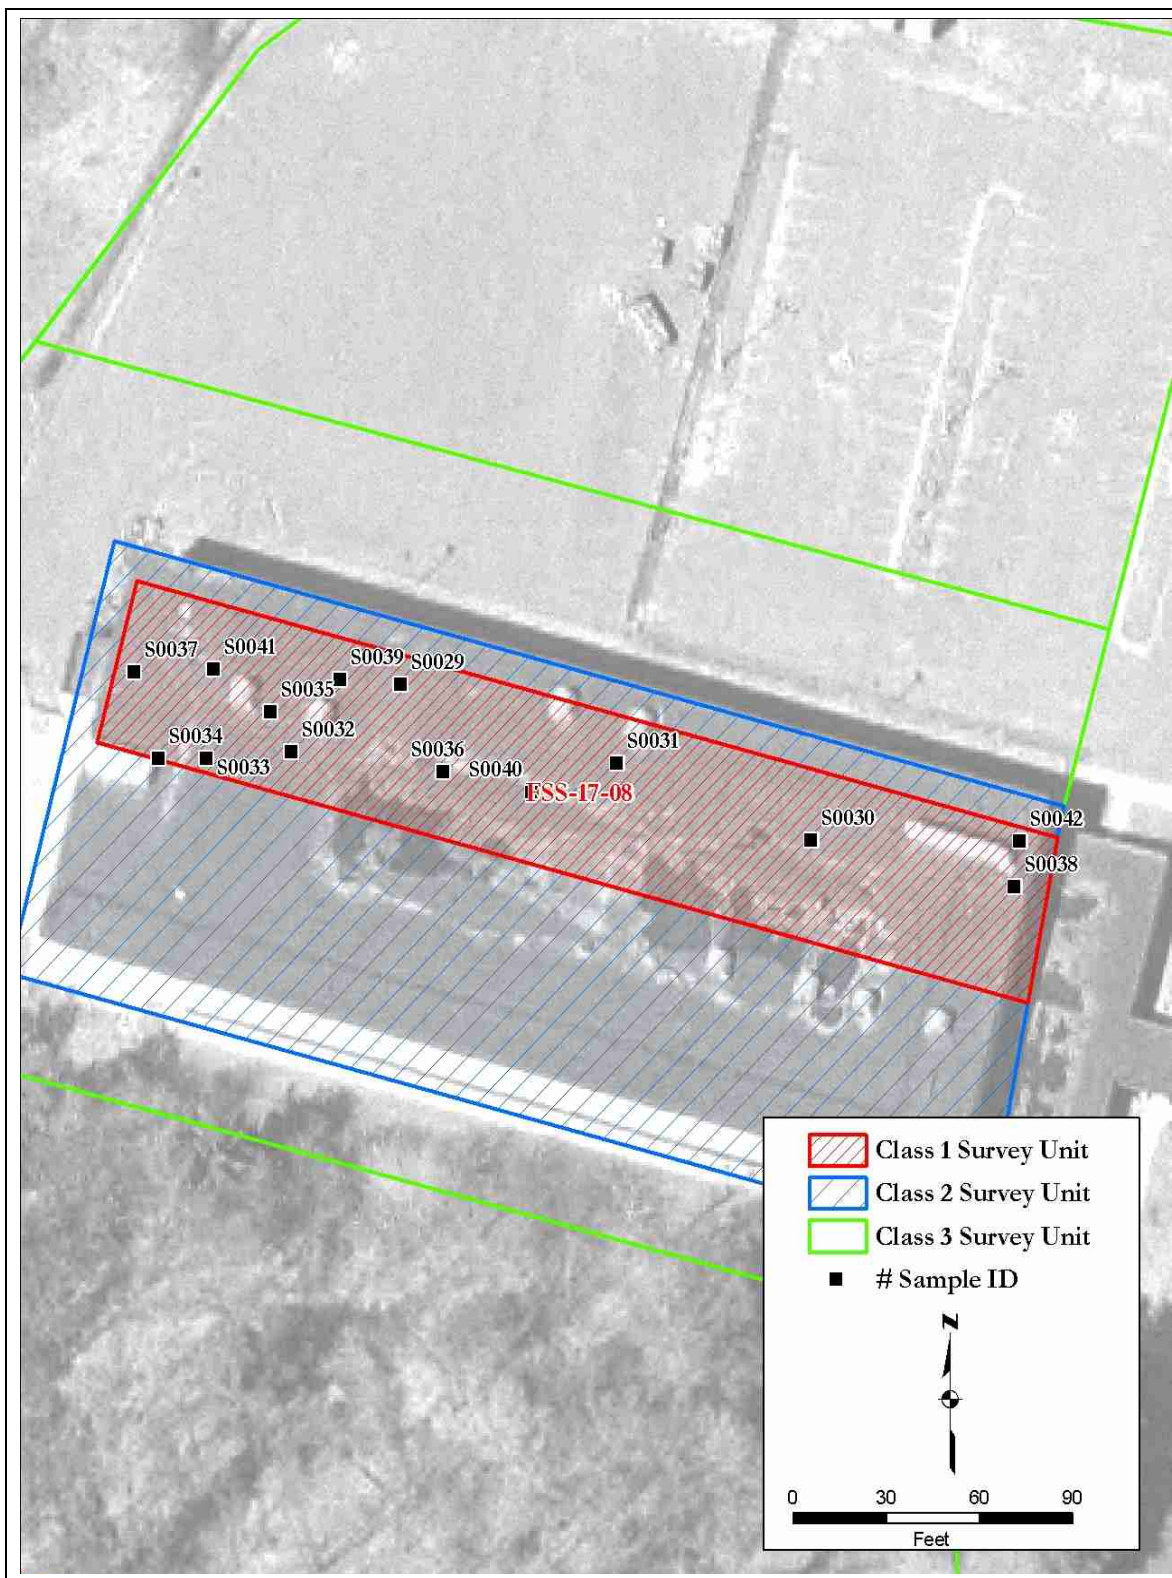 S0037
S0041
S0039
S0029
S0035
S0034
S0033
S0032
S0036
S0040
S0031
FSS-17-08
S0030
S0042
S0038
Class 1 Survey Unit
Class 2 Survey Unit
Class 3 Survey Unit
# Sample ID
N
0 30 60 90
Feet